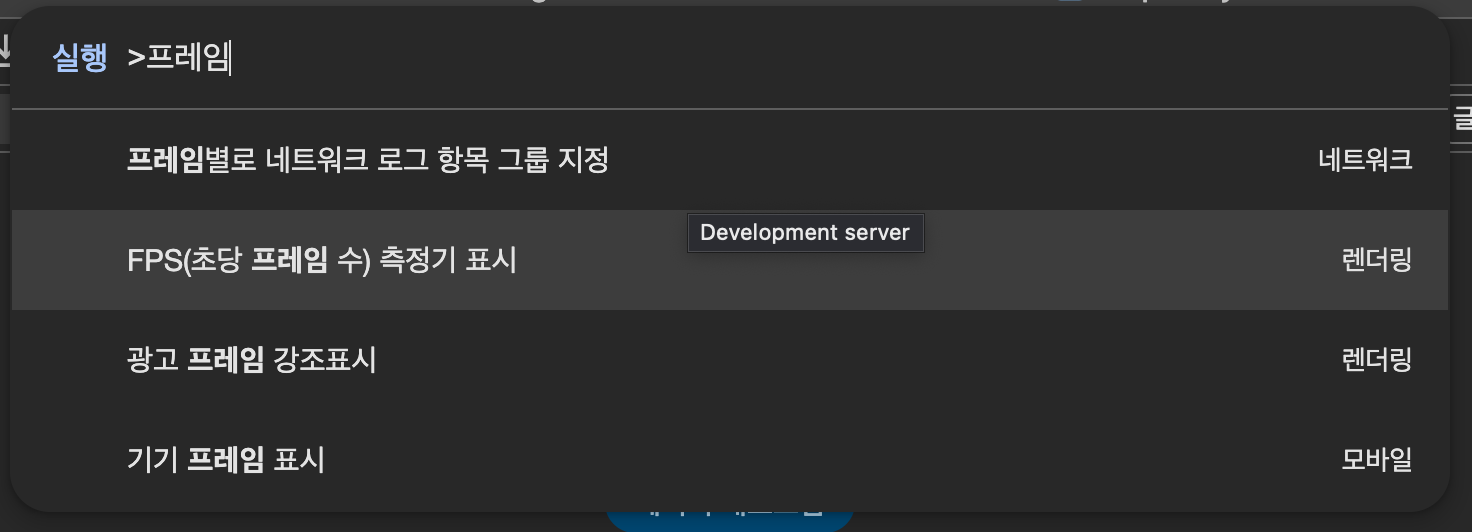 실행 >프레임
글
프레임별로 네트워크 로그 항목 그룹 지정 네트워크
Development server
FPS(초당 프레임 수) 측정기 표시 렌더링
광고 프레임 강조표시 렌더링
기기 프레임 표시 모바일